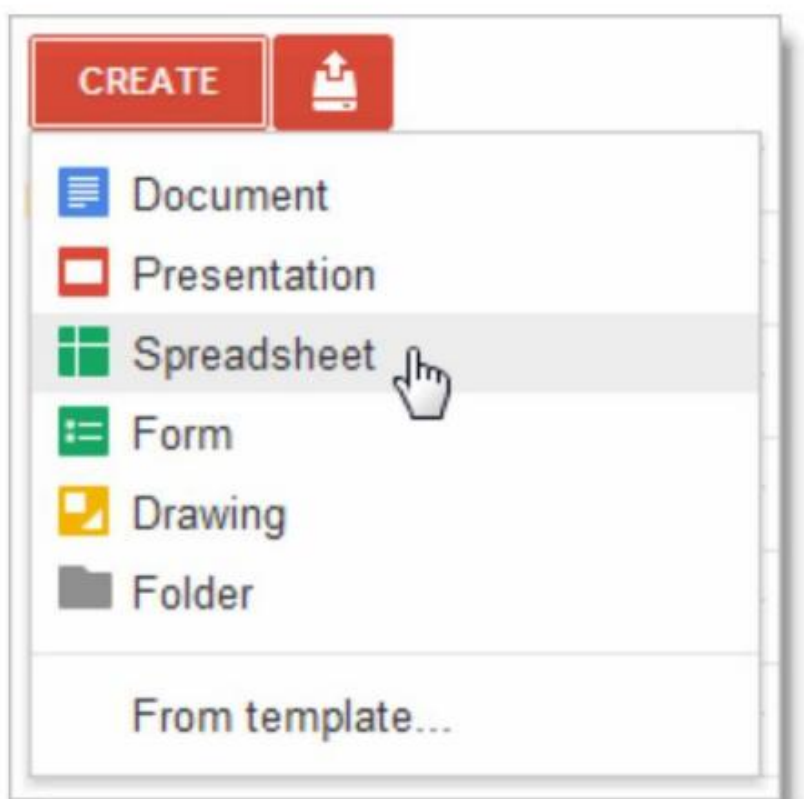 CREATE
Document
Presentation
Spreadsheet
Form
Drawing
Folder
From template...